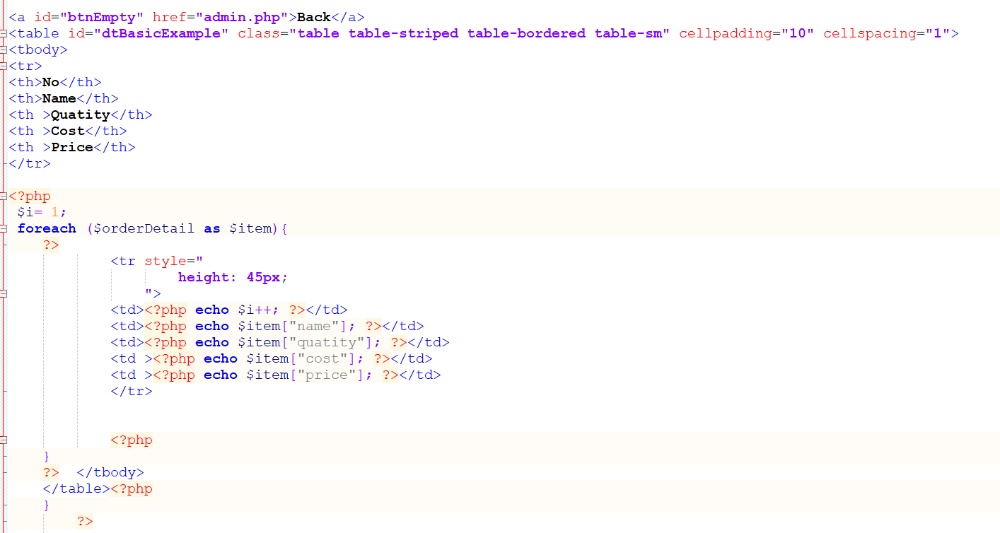 <a id="btnEmpty" href="admin.php">Back</a>
<table id="dtBasicExample" class="table table-striped table-bordered table-sm" cellpadding="10" cellspacing="1">
<tbody>
<tr>
<th>No</th>
<th>Name</th>
<th >Quatity</th>
<th >Cost</th>
<th >Price</th>
</tr>
<?php
$i= 1;
foreach ($orderDetail as $item){
?>
<tr style="
height: 45px;
">
<td><?php echo $i++; ?></td>
<td><?php echo $item["name"]; ?></td>
<td><?php echo $item["quatity"]; ?></td>
<td ><?php echo $item["cost"]; ?></td>
<td ><?php echo $item["price"]; ?></td>
</tr>
<?php
}
?>  </tbody>
</table><?php
}
?>